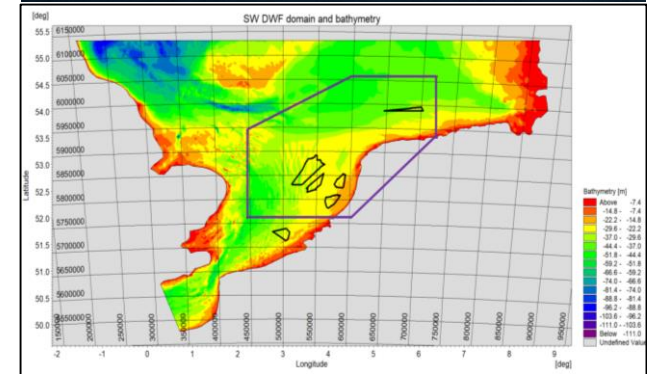 SW DWF domain and bathymetry
[deg]
55.5
55.0
54.5
54.0
53.5
53.0
52.5
52.0
51.5
51.0
50.5
50.0
Latitude
6150000
6100000
6050000
6000000
5950000
5900000
5850000
5800000
5750000
5700000
5650000
5600000
200000
250000
300000
400000
450000
500000
550000
600000
650000
700000
750000
800000
850000
900000
950000
-2
-1
0
1
2
3
4
5
6
7
8
9
[deg]
Longitude
Bathymetry [m]
Above -7.4
-14.8 - -7.4
-22.2 - -14.8
-29.6 - -22.2
-37.0 - -29.6
-44.4 - -37.0
-51.8 - -44.4
-59.2 - -51.8
-66.6 - -59.2
-74.0 - -66.6
-81.4 - -74.0
-88.8 - -81.4
-96.2 - -88.8
-103.6 - -96.2
-111.0 - -103.6
Below -111.0
Undefined Value